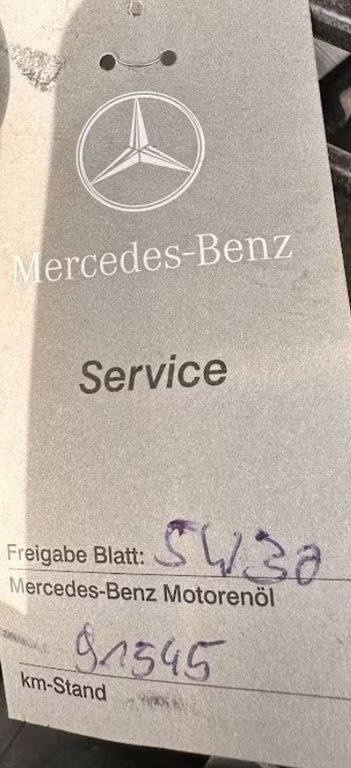 Mercedes-Benz
Service
Freigabe Blatt: 5W30
Mercedes-Benz Motorenöl
91545
km-Stand